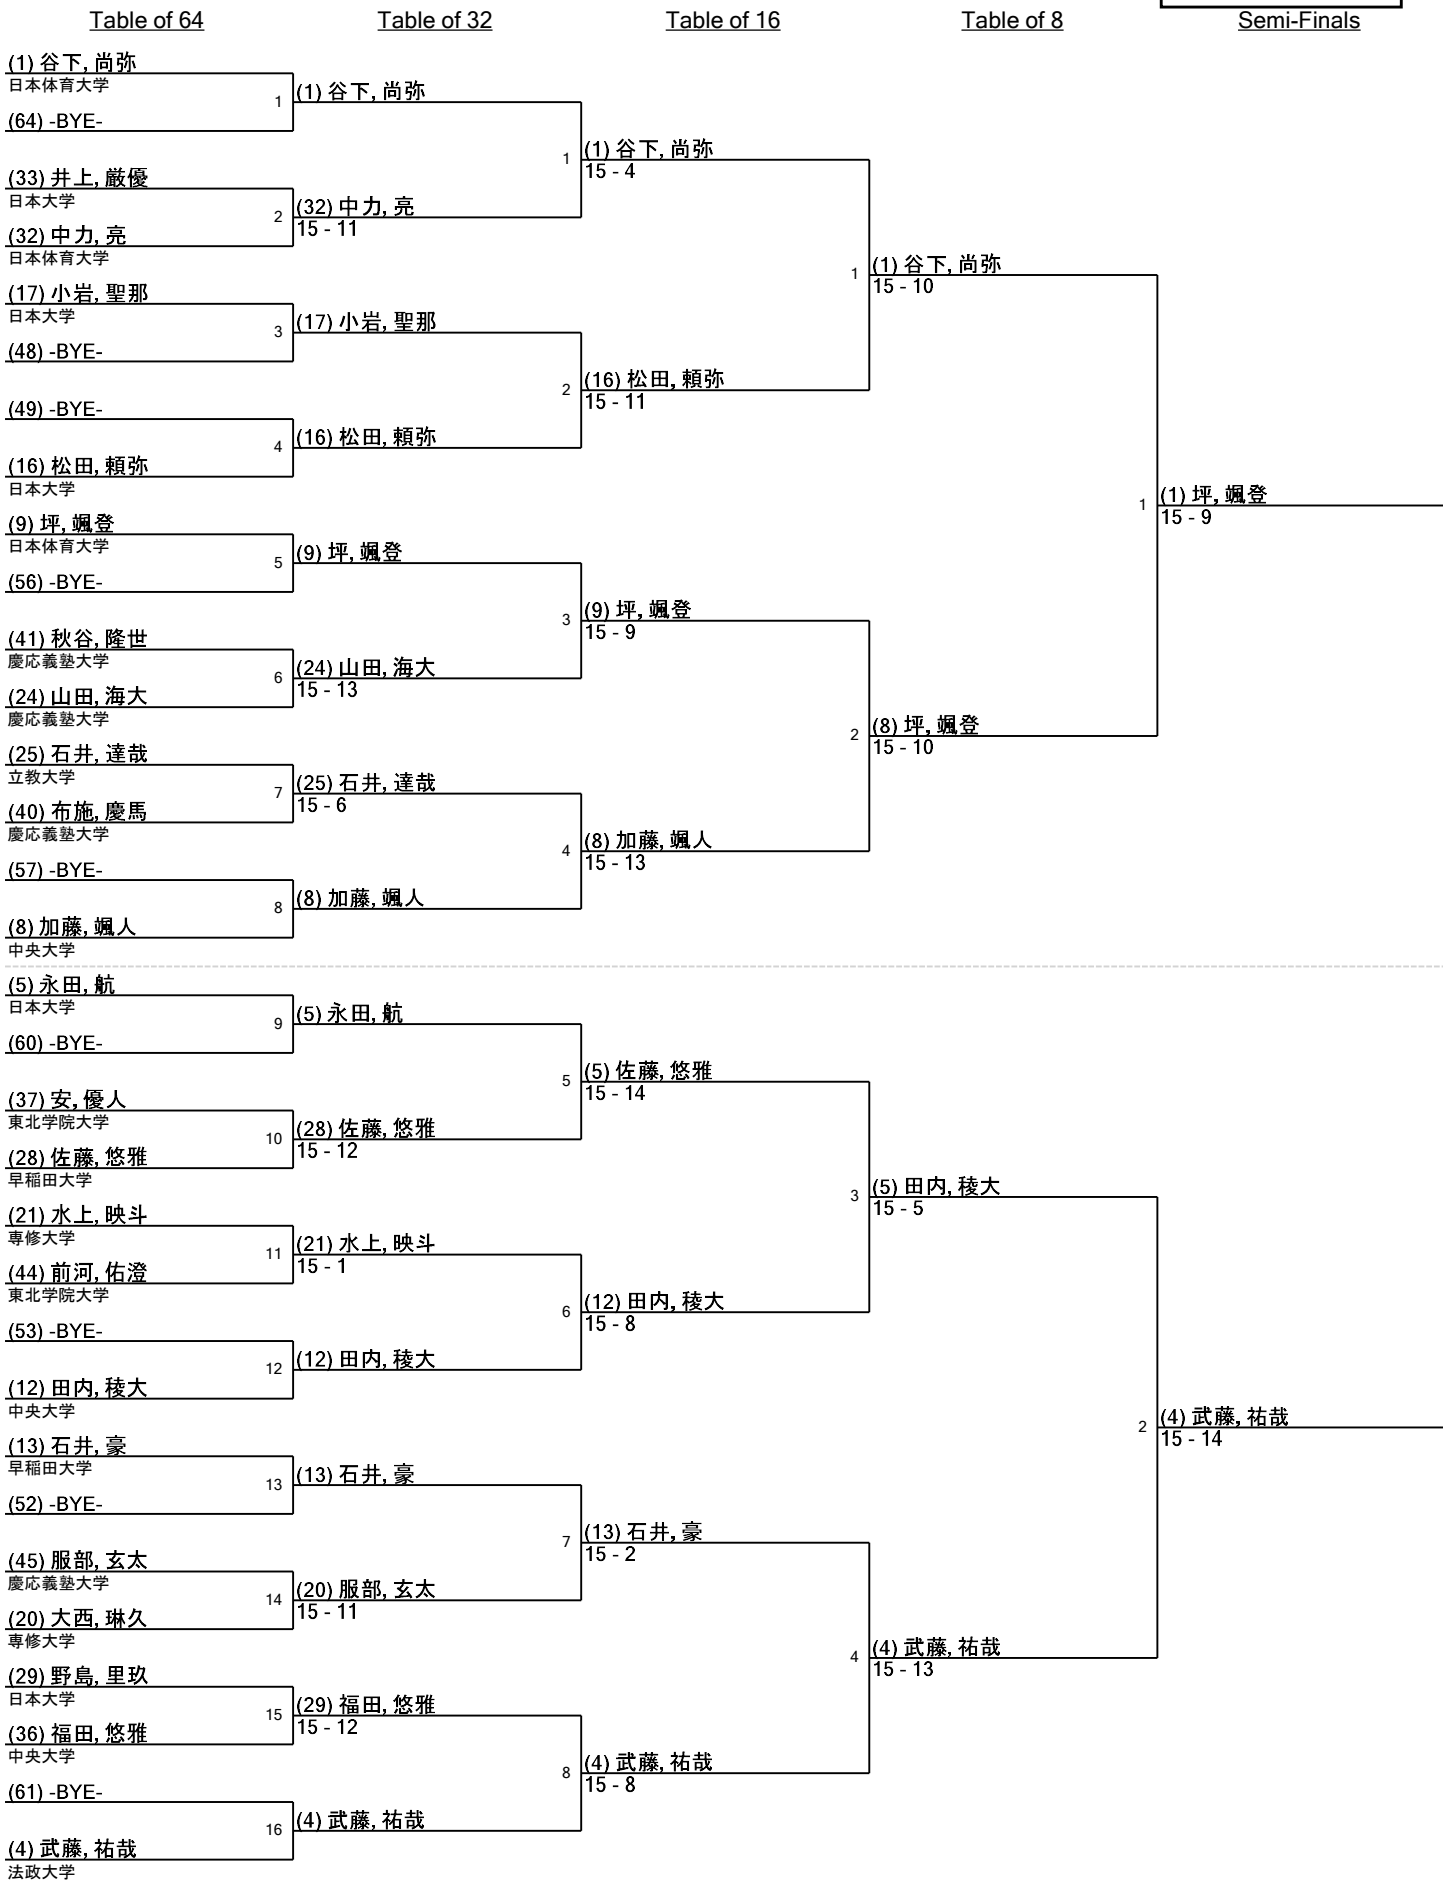 Table of 64
Table of 32
Table of 16
Table of 8
Semi-Finals
(1) 谷下, 尚弥
日本体育大学
1
(64) -BYE-
(1) 谷下, 尚弥
(33) 井上, 厳優
日本大学
2
(32) 中力, 亮
日本体育大学
(32) 中力, 亮
15 - 11
1
(1) 谷下, 尚弥
15 - 4
(17) 小岩, 聖那
日本大学
3
(48) -BYE-
(17) 小岩, 聖那
(49) -BYE-
4
(16) 松田, 頼弥
日本大学
(16) 松田, 頼弥
2
(16) 松田, 頼弥
15 - 11
1
(1) 谷下, 尚弥
15 - 10
(9) 坪, 颯登
日本体育大学
5
(56) -BYE-
(9) 坪, 颯登
(41) 秋谷, 隆世
慶応義塾大学
6
(24) 山田, 海大
慶応義塾大学
(24) 山田, 海大
15 - 13
3
(9) 坪, 颯登
15 - 9
(25) 石井, 達哉
立教大学
7
(40) 布施, 慶馬
慶応義塾大学
(25) 石井, 達哉
15 - 6
(57) -BYE-
8
(8) 加藤, 颯人
中央大学
(8) 加藤, 颯人
4
(8) 加藤, 颯人
15 - 13
2
(8) 坪, 颯登
15 - 10
1
(1) 坪, 颯登
15 - 9
(5) 永田, 航
日本大学
9
(60) -BYE-
(5) 永田, 航
(37) 安, 優人
東北学院大学
10
(28) 佐藤, 悠雅
早稲田大学
(28) 佐藤, 悠雅
15 - 12
5
(5) 佐藤, 悠雅
15 - 14
(21) 水上, 映斗
専修大学
11
(44) 前河, 佑澄
東北学院大学
(21) 水上, 映斗
15 - 1
(53) -BYE-
12
(12) 田内, 稜大
中央大学
(12) 田内, 稜大
6
(12) 田内, 稜大
15 - 8
3
(5) 田内, 稜大
15 - 5
(13) 石井, 豪
早稲田大学
13
(52) -BYE-
(13) 石井, 豪
(45) 服部, 玄太
慶応義塾大学
14
(20) 大西, 琳久
専修大学
(20) 服部, 玄太
15 - 11
7
(13) 石井, 豪
15 - 2
(29) 野島, 里玖
日本大学
15
(36) 福田, 悠雅
中央大学
(29) 福田, 悠雅
15 - 12
(61) -BYE-
16
(4) 武藤, 祐哉
法政大学
(4) 武藤, 祐哉
8
(4) 武藤, 祐哉
15 - 8
4
(4) 武藤, 祐哉
15 - 13
2
(4) 武藤, 祐哉
15 - 14